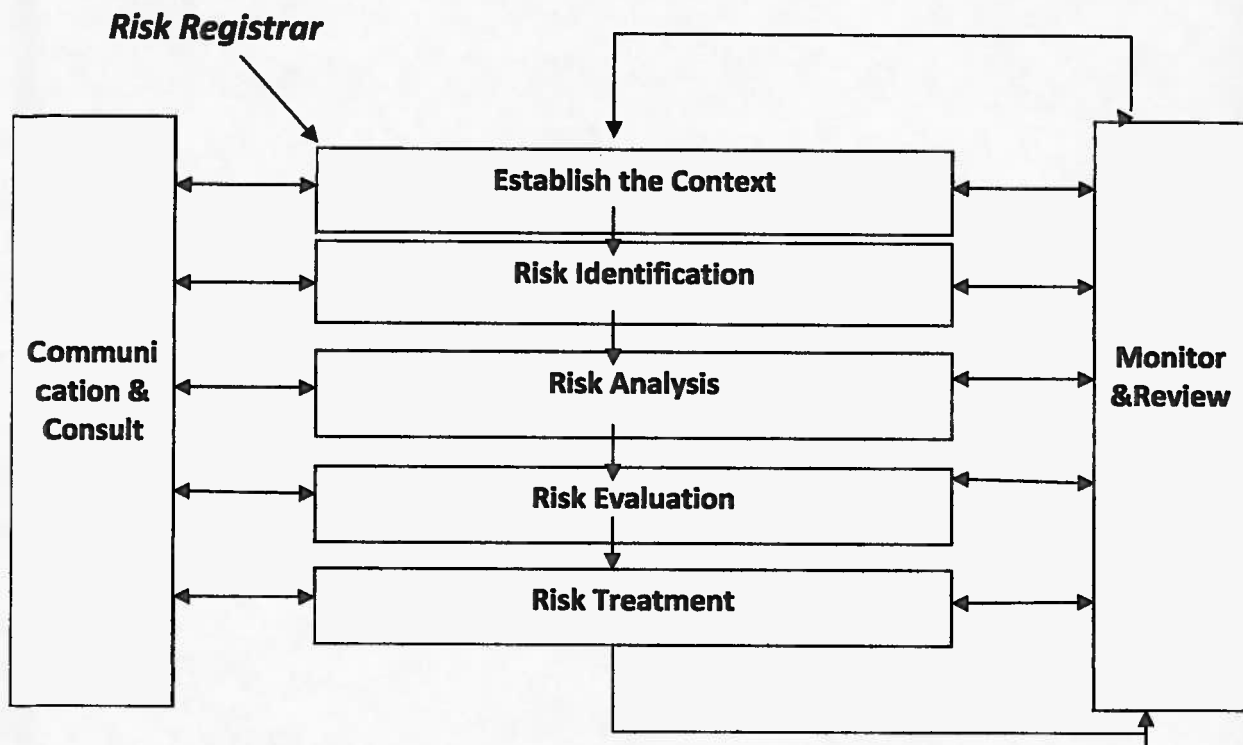 Risk Registrar
Establish the Context
Risk Identification
Risk Analysis
Risk Evaluation
Risk Treatment
Communi
cation &
Consult
Monitor
&Review